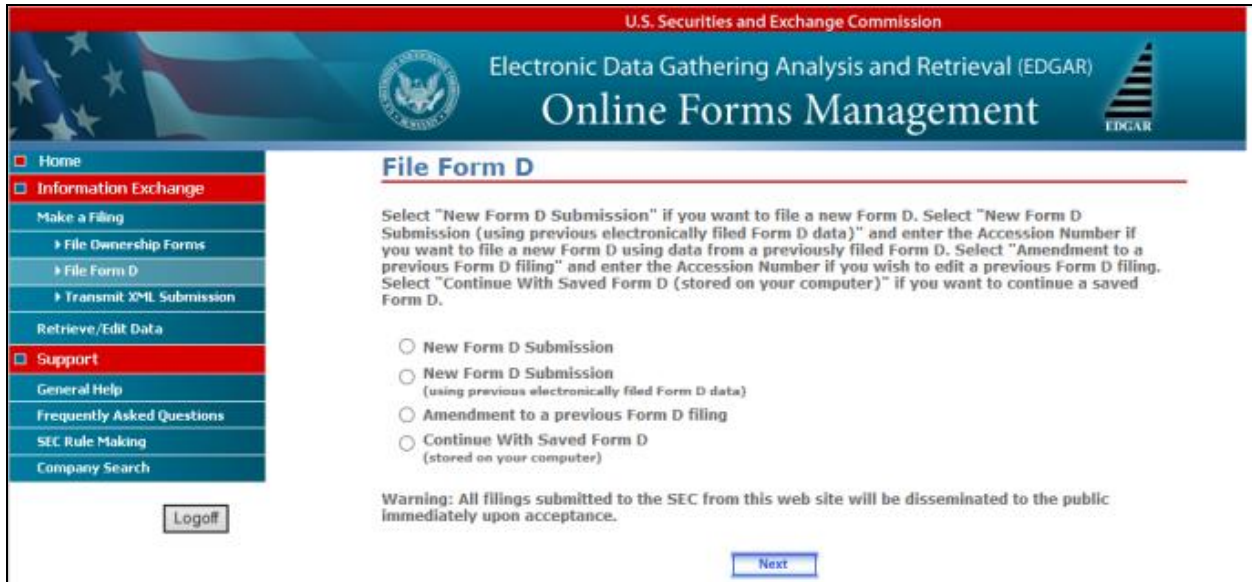 U.S. Securities and Exchange Commission
Electronic Data Gathering Analysis and Retrieval (EDGAR)
Online Forms Management
EDGAR
Home
Information Exchange
Make a Filing
File Ownership Forms
File Form D
Transmit XML Submission
Retrieve/Edit Data
Support
General Help
Frequently Asked Questions
SEC Rule Making
Company Search
Logoff
File Form D
Select "New Form D Submission" if you want to file a new Form D. Select "New Form D
Submission (using previous electronically filed Form D data)" and enter the Accession Number if
you want to file a new Form D using data from a previously filed Form D. Select "Amendment to a
previous Form D filing" and enter the Accession Number if you wish to edit a previous Form D filing.
Select "Continue With Saved Form D (stored on your computer)" if you want to continue a saved
Form D.
New Form D Submission
New Form D Submission
(using previous electronically filed Form D data)
Amendment to a previous Form D filing
Continue With Saved Form D
(stored on your computer)
Warning: All filings submitted to the SEC from this web site will be disseminated to the public
immediately upon acceptance.
Next